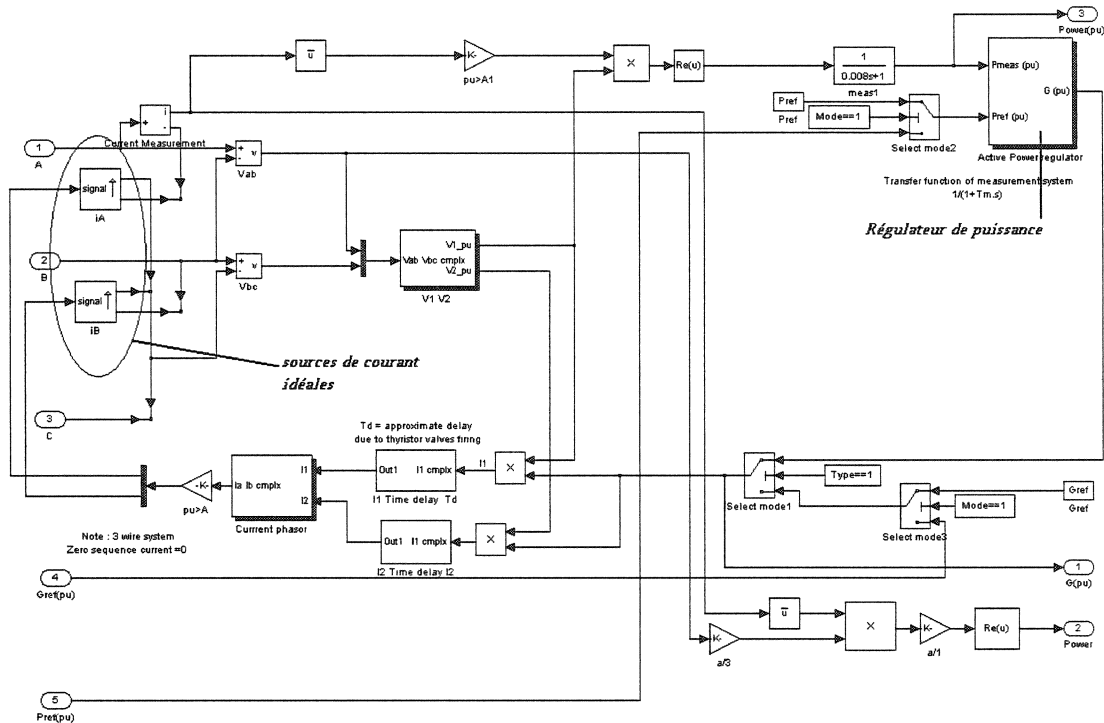 3
Power(pu)
u
K-
pu>A1
×
Re(u)
1
0.008s+1
meas1
Pmeas (pu)
G (pu)
Pref (pu)
Active Power regulator
Pref
Pref
Mode==1
Select mode2
Transfer function of measurement system
1/(1+Tm.s)
Régulateur de puissance
+
i
-
Current Measurement
1
A
+
-
v
Vab
signal
iA
2
B
+
-
v
Vbc
Vab Vbc cmplx
V1_pu
V2_pu
V1 V2
signal
iB
sources de courant
idéales
3
C
Td = approximate delay
due to thyristor valves firing
Out1
I1 cmplx
I1 Time delay Td
I1
×
Ia Ib cmplx
I1
I2
Currrent phasor
-K-
pu>A
Type==1
Select mode1
Gref
Gref
Mode==1
Select mode3
Note : 3 wire system
Zero sequence current =0
Out1
I1 cmplx
I2 Time delay I2
×
4
Gret(pu)
1
G(pu)
u
K-
a/3
×
K-
a/1
Re(u)
2
Power
5
Pret(pu)